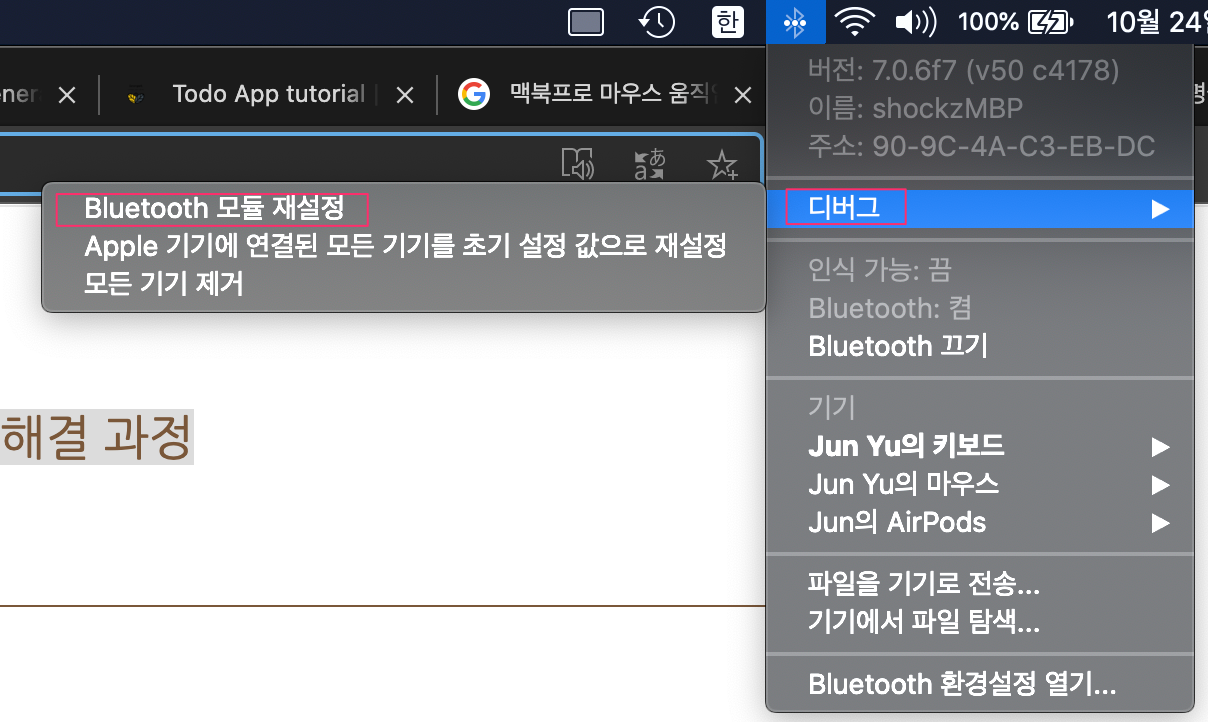 한
100%
10월 24
Todo App tutorial
맥북프로 마우스 움직
버전: 7.0.6f7 (v50 c4178)
이름: shockzMBP
주소: 90-9C-4A-C3-EB-DC
디버그
Bluetooth 모듈 재설정
Apple 기기에 연결된 모든 기기를 초기 설정 값으로 재설정
모든 기기 제거
인식 가능: 끔
Bluetooth: 켬
Bluetooth 끄기
기기
Jun Yu의 키보드
Jun Yu의 마우스
Jun의 AirPods
파일을 기기로 전송...
기기에서 파일 탐색...
Bluetooth 환경설정 열기...
해결 과정